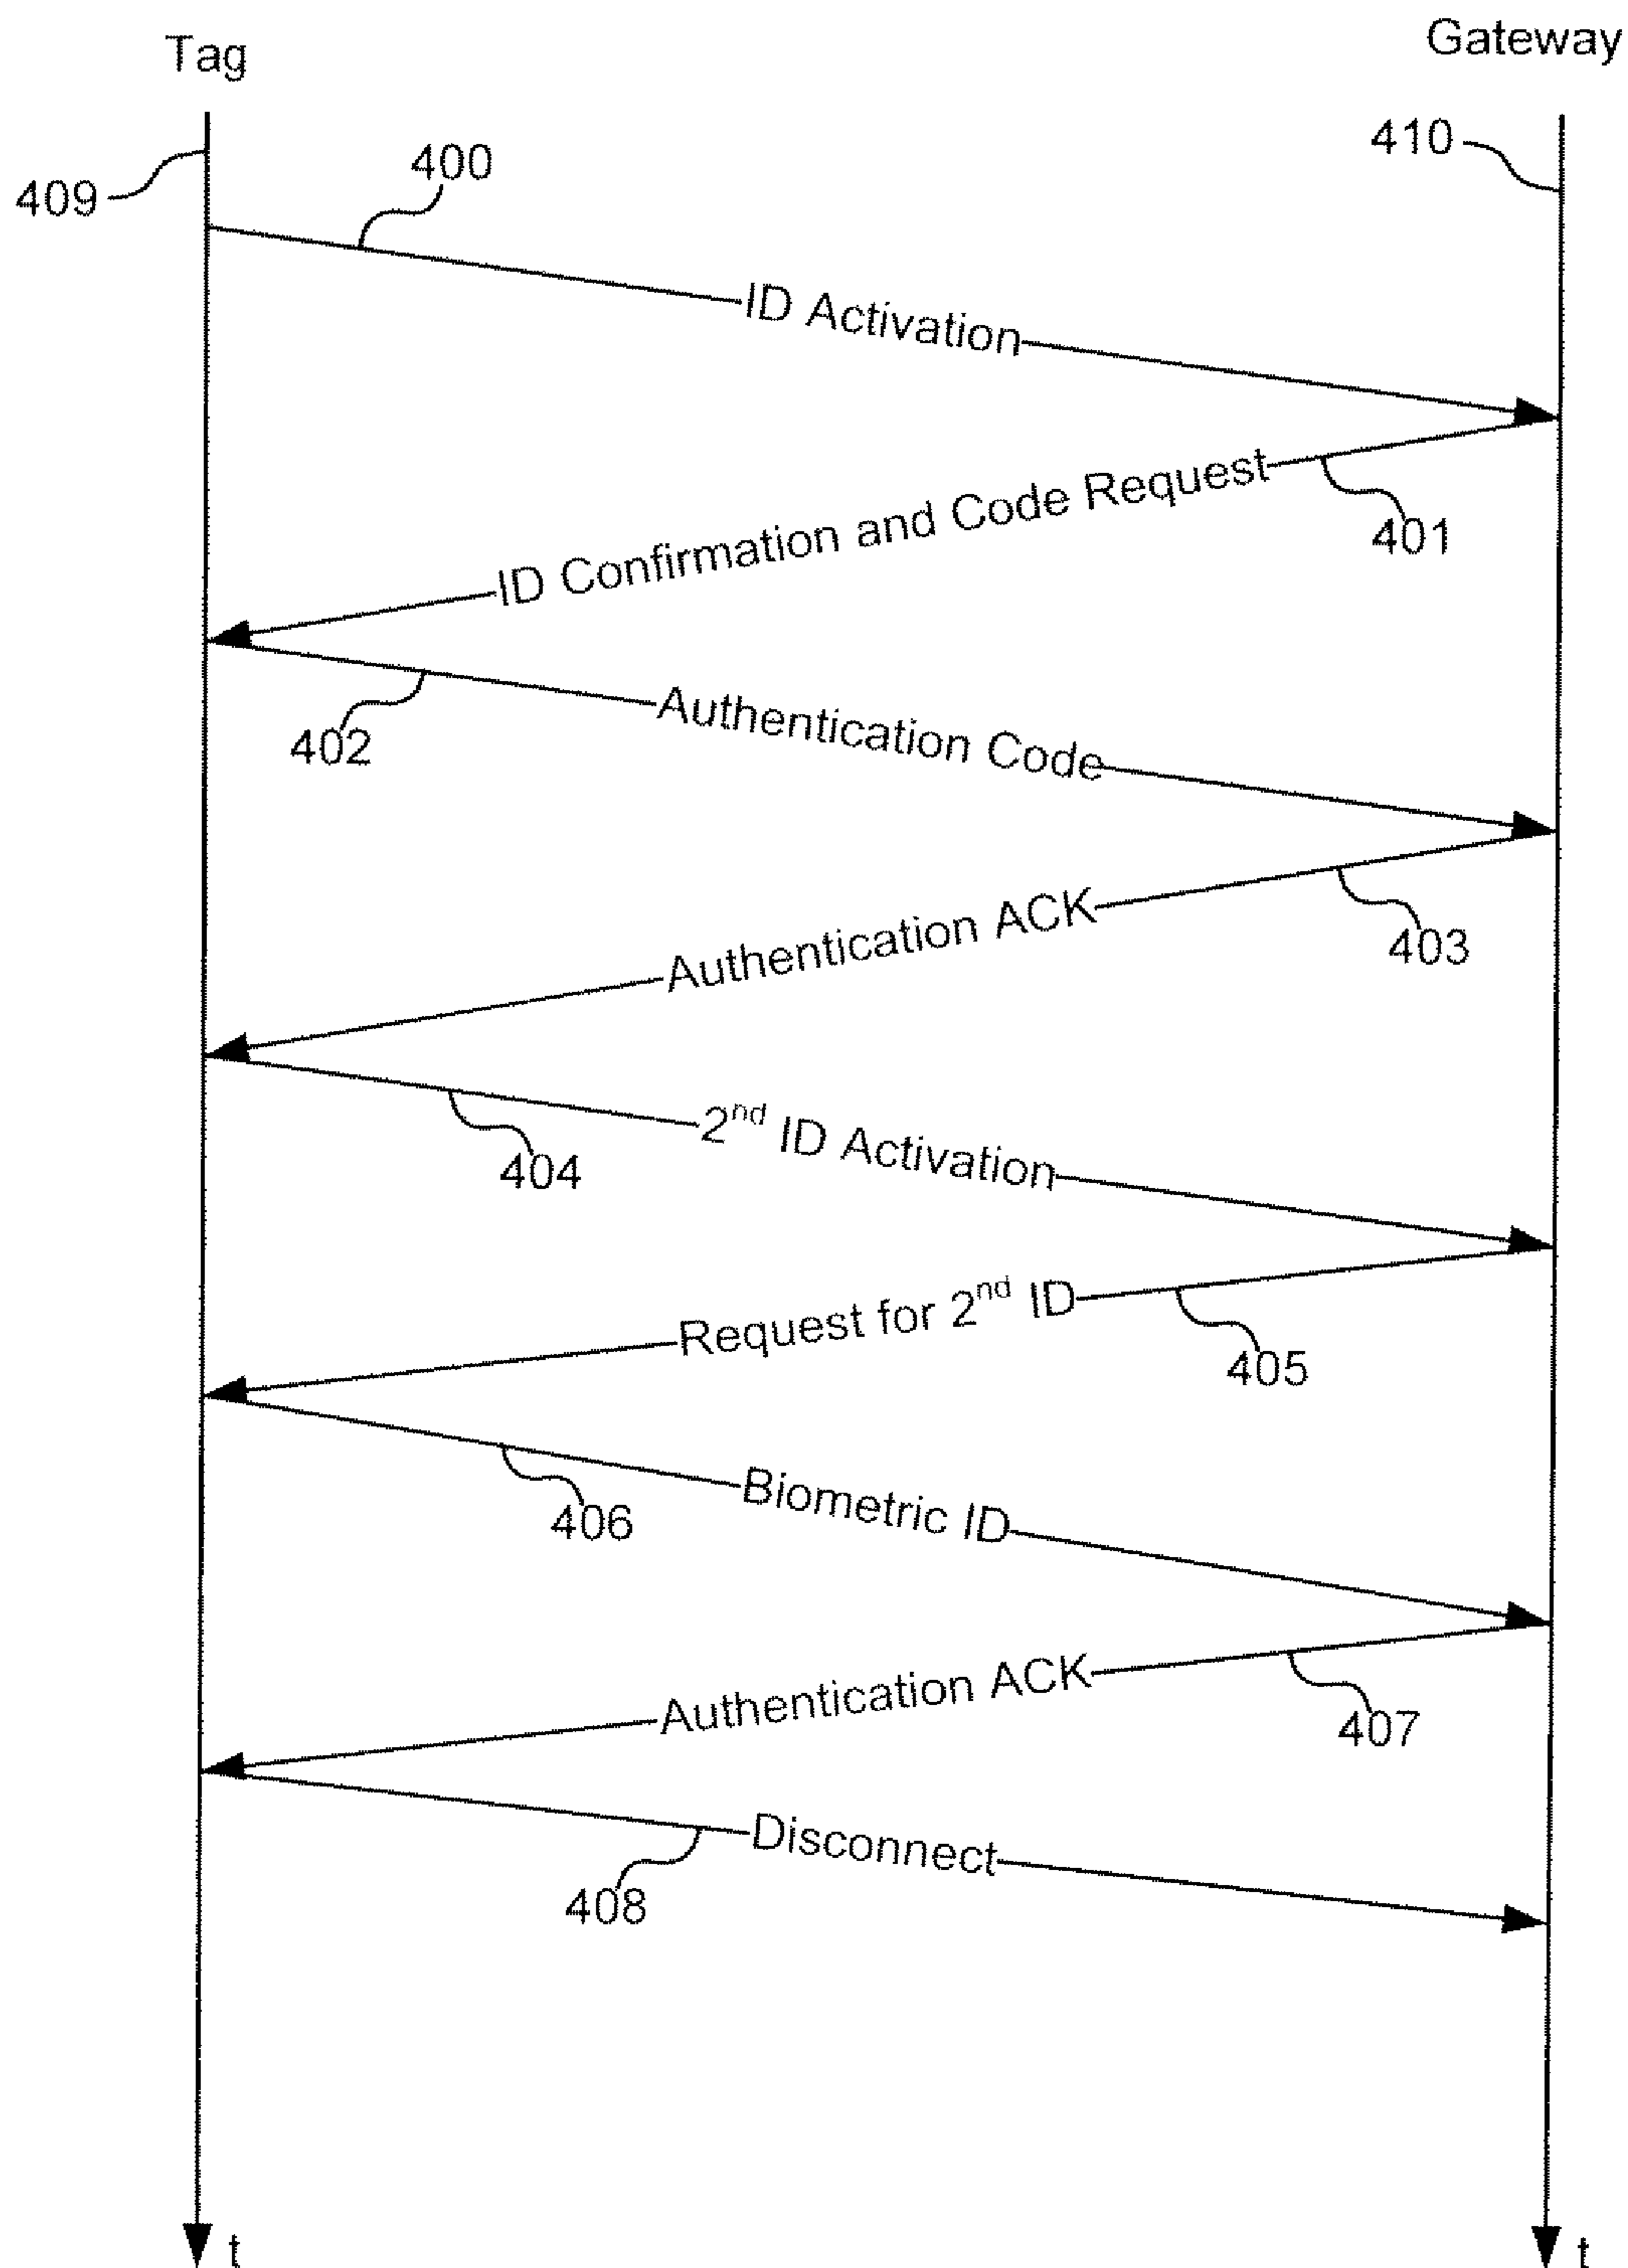 Tag
Gateway
409
410
400
ID Activation
ID Confirmation and Code Request
401
402
Authentication Code
Authentication ACK
403
2nd ID Activation
404
Request for 2nd ID
405
Biometric ID
406
Authentication ACK
407
Disconnect
408
t
t